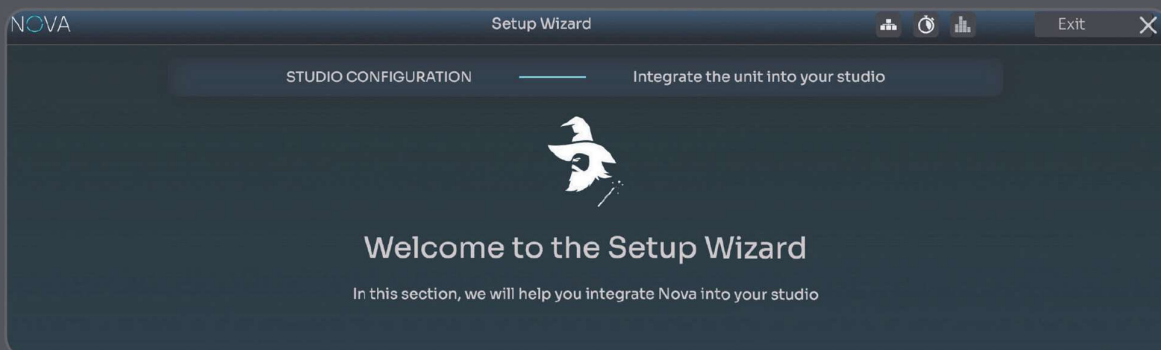 NOVA
Setup Wizard
Exit
STUDIO CONFIGURATION
Integrate the unit into your studio
Welcome to the Setup Wizard
In this section, we will help you integrate Nova into your studio